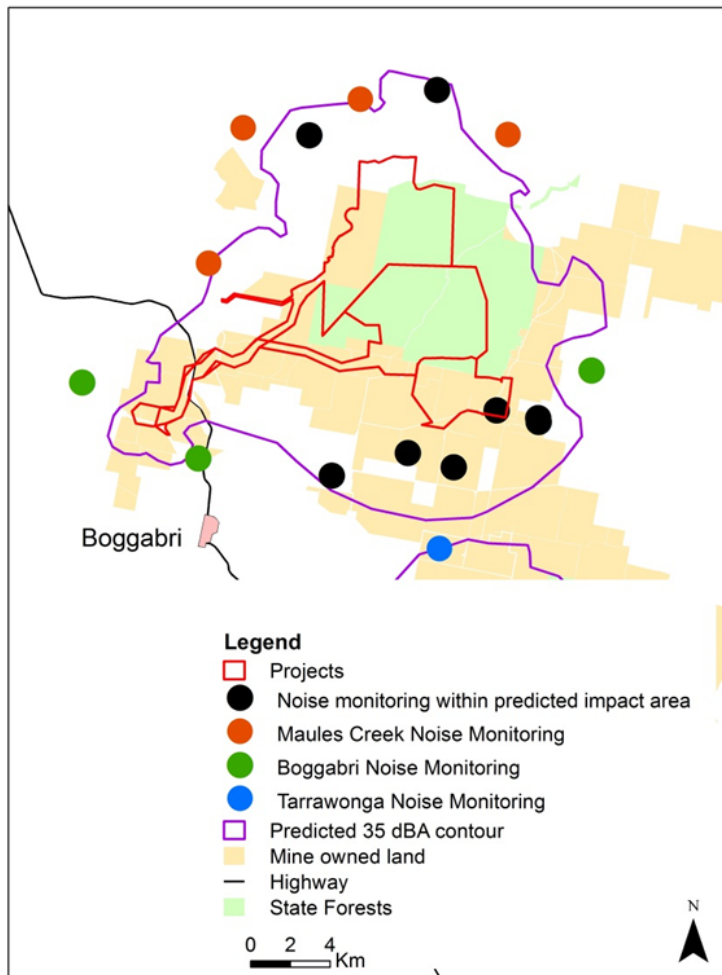 Boggabri
Legend
Projects
Noise monitoring within predicted impact area
Maules Creek Noise Monitoring
Boggabri Noise Monitoring
Tarrawonga Noise Monitoring
Predicted 35 dBA contour
Mine owned land
Highway
State Forests
N
0 2 4
Km